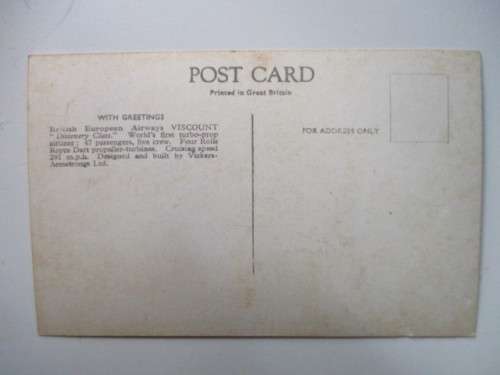 POST CARD
Printed in Great Britain
WITH GREETINGS
British European Airways VISCOUNT
"Discovery Class." World's first turbo-prop
airliner; 47 passengers, five crew. Four Rolls
Royce Dart propeller-turbines. Cruising speed
291 m.p.h. Designed and built by Vickers-
Armstrongs Ltd.
FOR ADDRESS ONLY